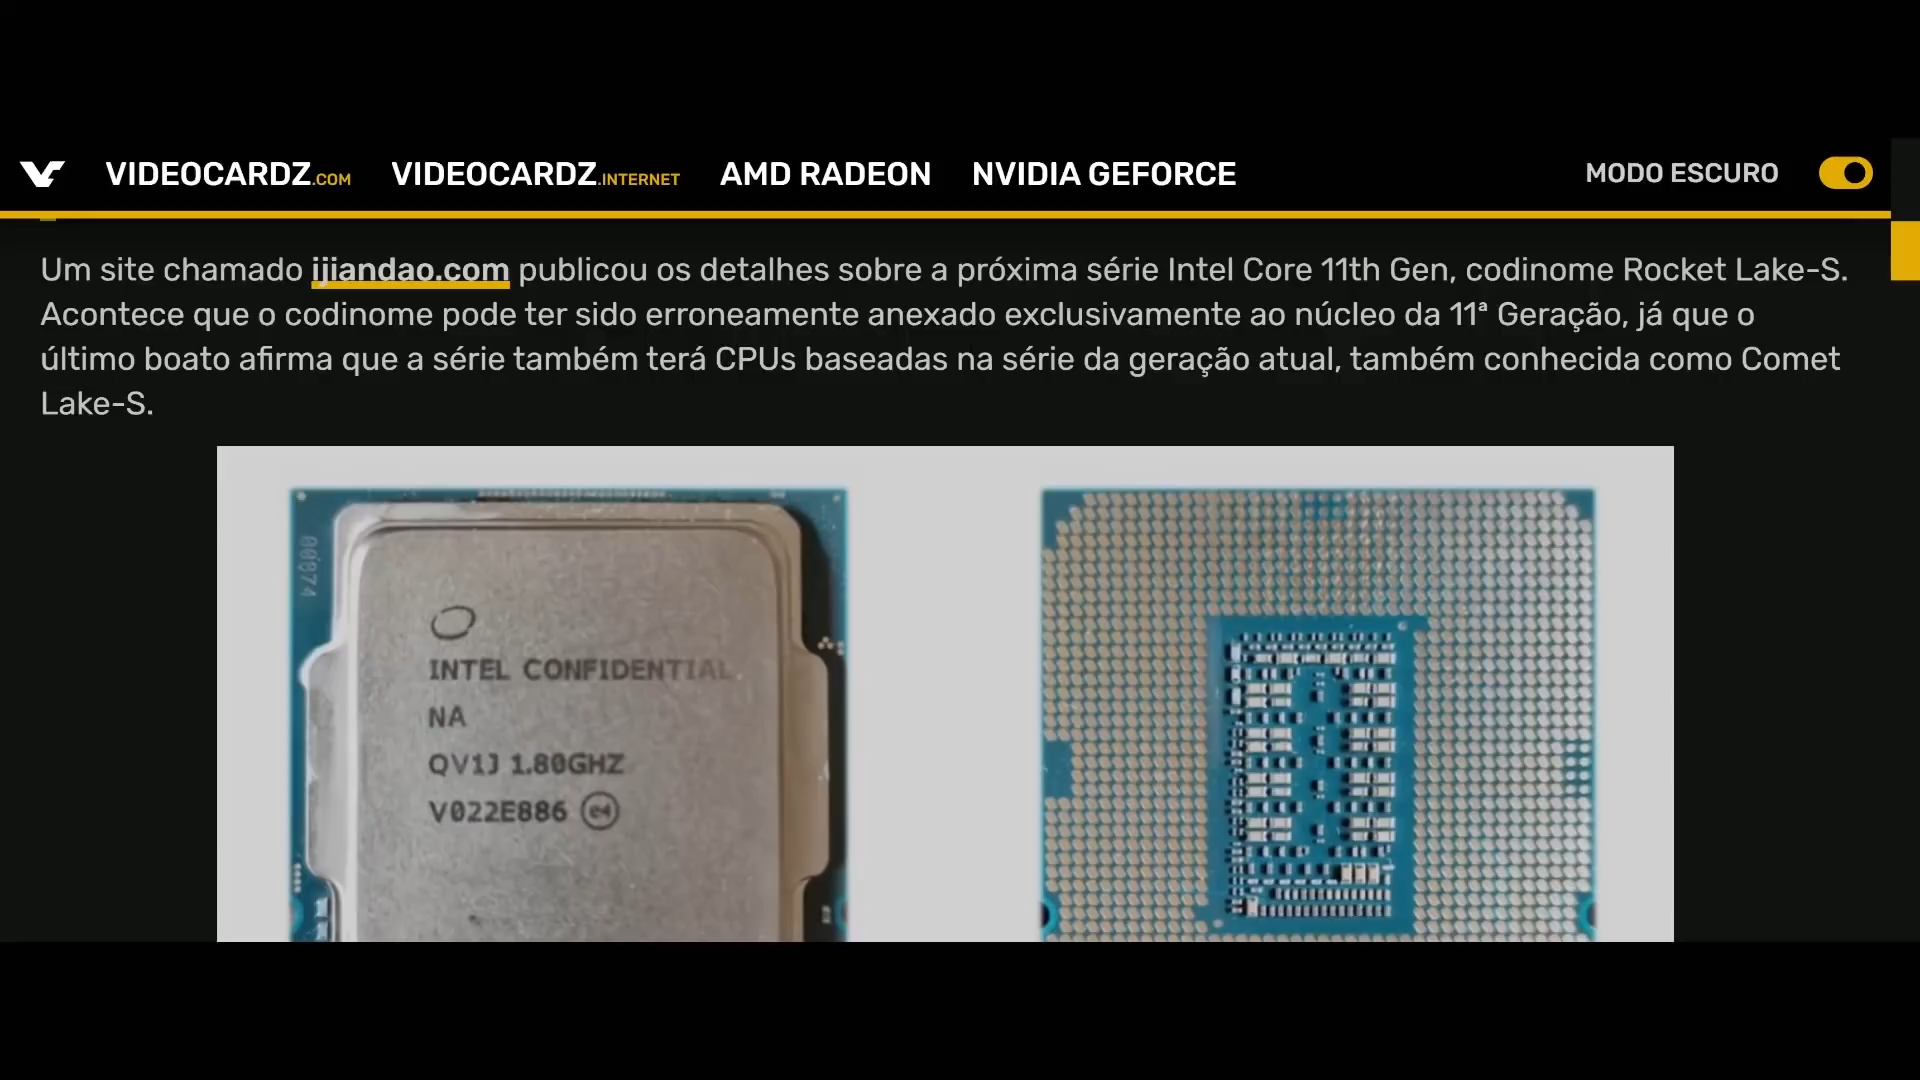 VIDEOCARDZ.COM VIDEOCARDZ.INTERNET AMD RADEON NVIDIA GEFORCE MODO ESCURO
Um site chamado ijiandao.com publicou os detalhes sobre a próxima série Intel Core 11th Gen, codinome Rocket Lake-S.
Acontece que o codinome pode ter sido erroneamente anexado exclusivamente ao núcleo da 11ª Geração, já que o
último boato afirma que a série também terá CPUs baseadas na série da geração atual, também conhecida como Comet
Lake-S.
INTEL CONFIDENTIAL
NA
QV1J 1.80GHZ
V022E886 e4